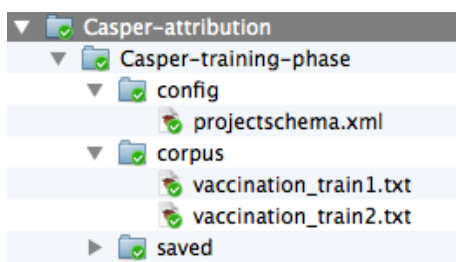 Casper-attribution
Casper-training-phase
config
projectschema.xml
corpus
vaccination_train1.txt
vaccination_train2.txt
saved